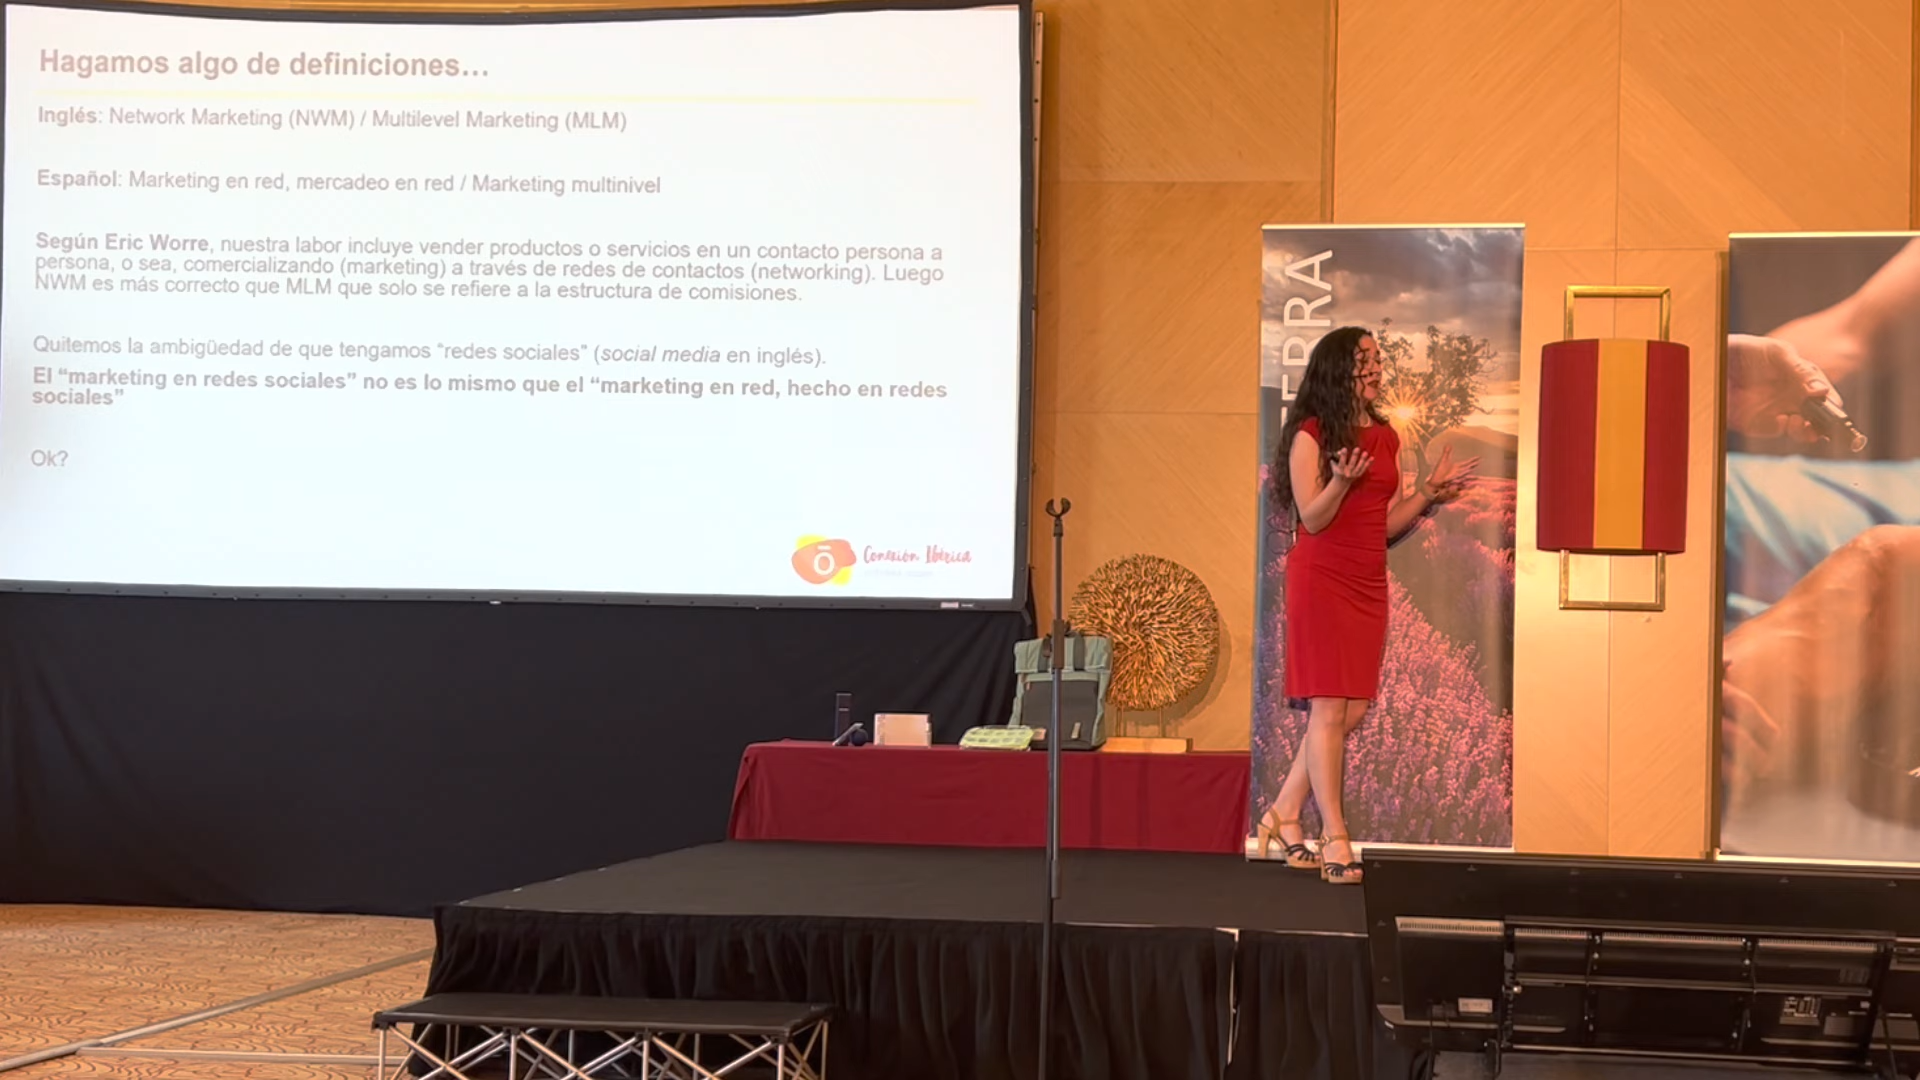 Hagamos algo de definiciones...
Inglés: Network Marketing (NWM) / Multilevel Marketing (MLM)
Español: Marketing en red, mercadeo en red / Marketing multinivel
Según Eric Worre, nuestra labor incluye vender productos o servicios en un contacto persona a
persona, o sea, comercializando (marketing) a través de redes de contactos (networking). Luego
NWM es más correcto que MLM que solo se refiere a la estructura de comisiones.
Quitemos la ambigüedad de que tengamos “redes sociales” (social media en inglés).
El “marketing en redes sociales” no es lo mismo que el “marketing en red, hecho en redes
sociales”
Ok?
ō
Conexión Ibérica
TERRA